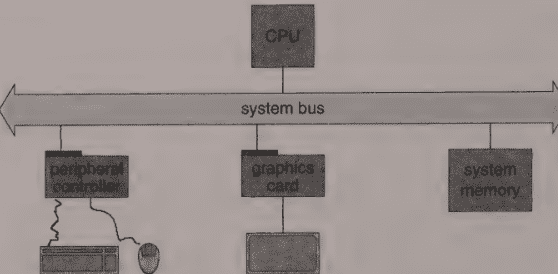 CPU
system bus
peripheral
controller
graphics
card
system
memory